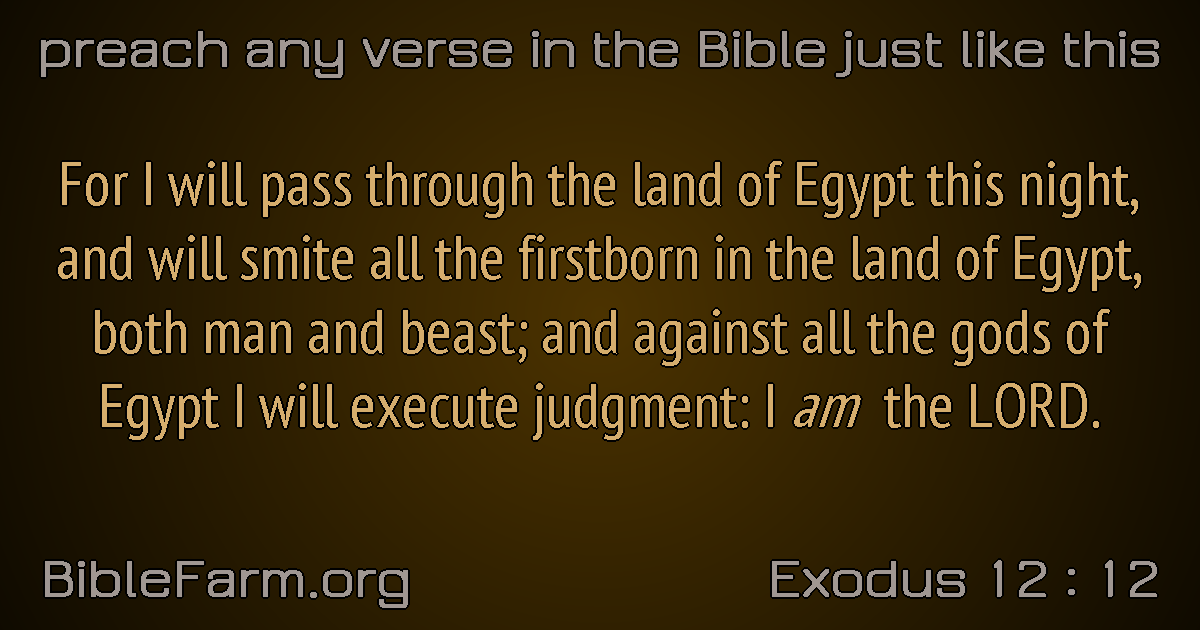 preach any verse in the Bible just like this
For I will pass through the land of Egypt this night,
and will smite all the firstborn in the land of Egypt,
both man and beast; and against all the gods of
Egypt I will execute judgment: I am the LORD.
BibleFarm.org
Exodus 12 : 12